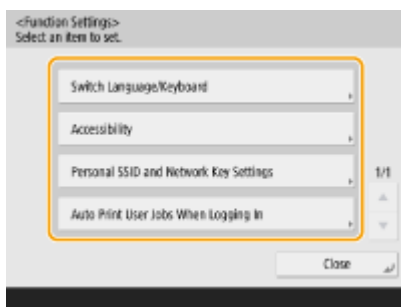 <Function Settings>
Select an item to set.
Switch Language/Keyboard
Accessibility
Personal SSID and Network Key Settings
1/1
Auto Print User Jobs When Logging In
Close